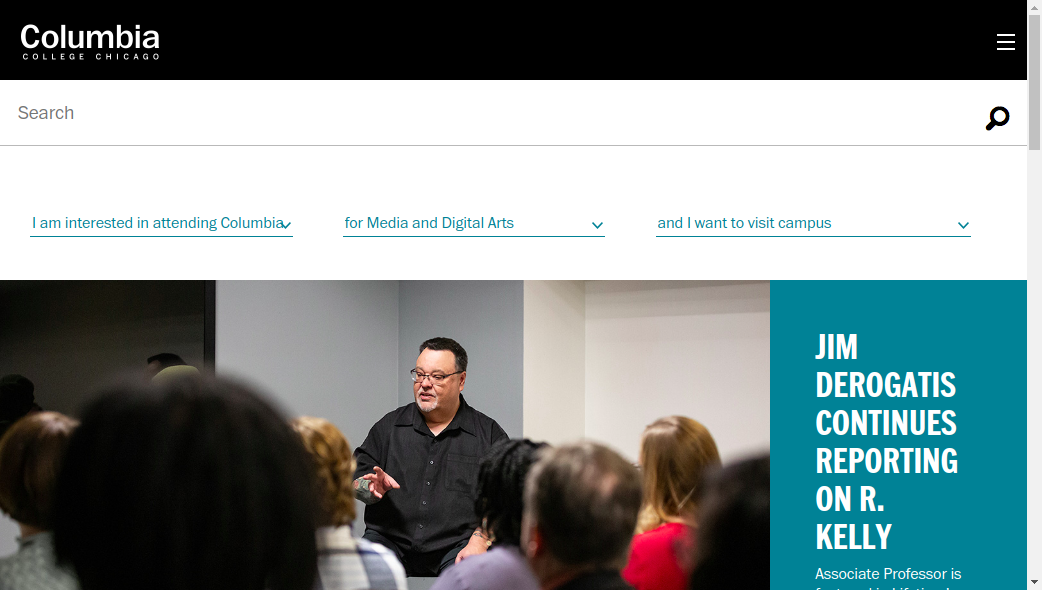 Columbia
COLLEGE CHICAGO
Search
I am interested in attending Columbia
for Media and Digital Arts
and I want to visit campus
JIM
DEROGATIS
CONTINUES
REPORTING
ON R.
KELLY
Associate Professor is